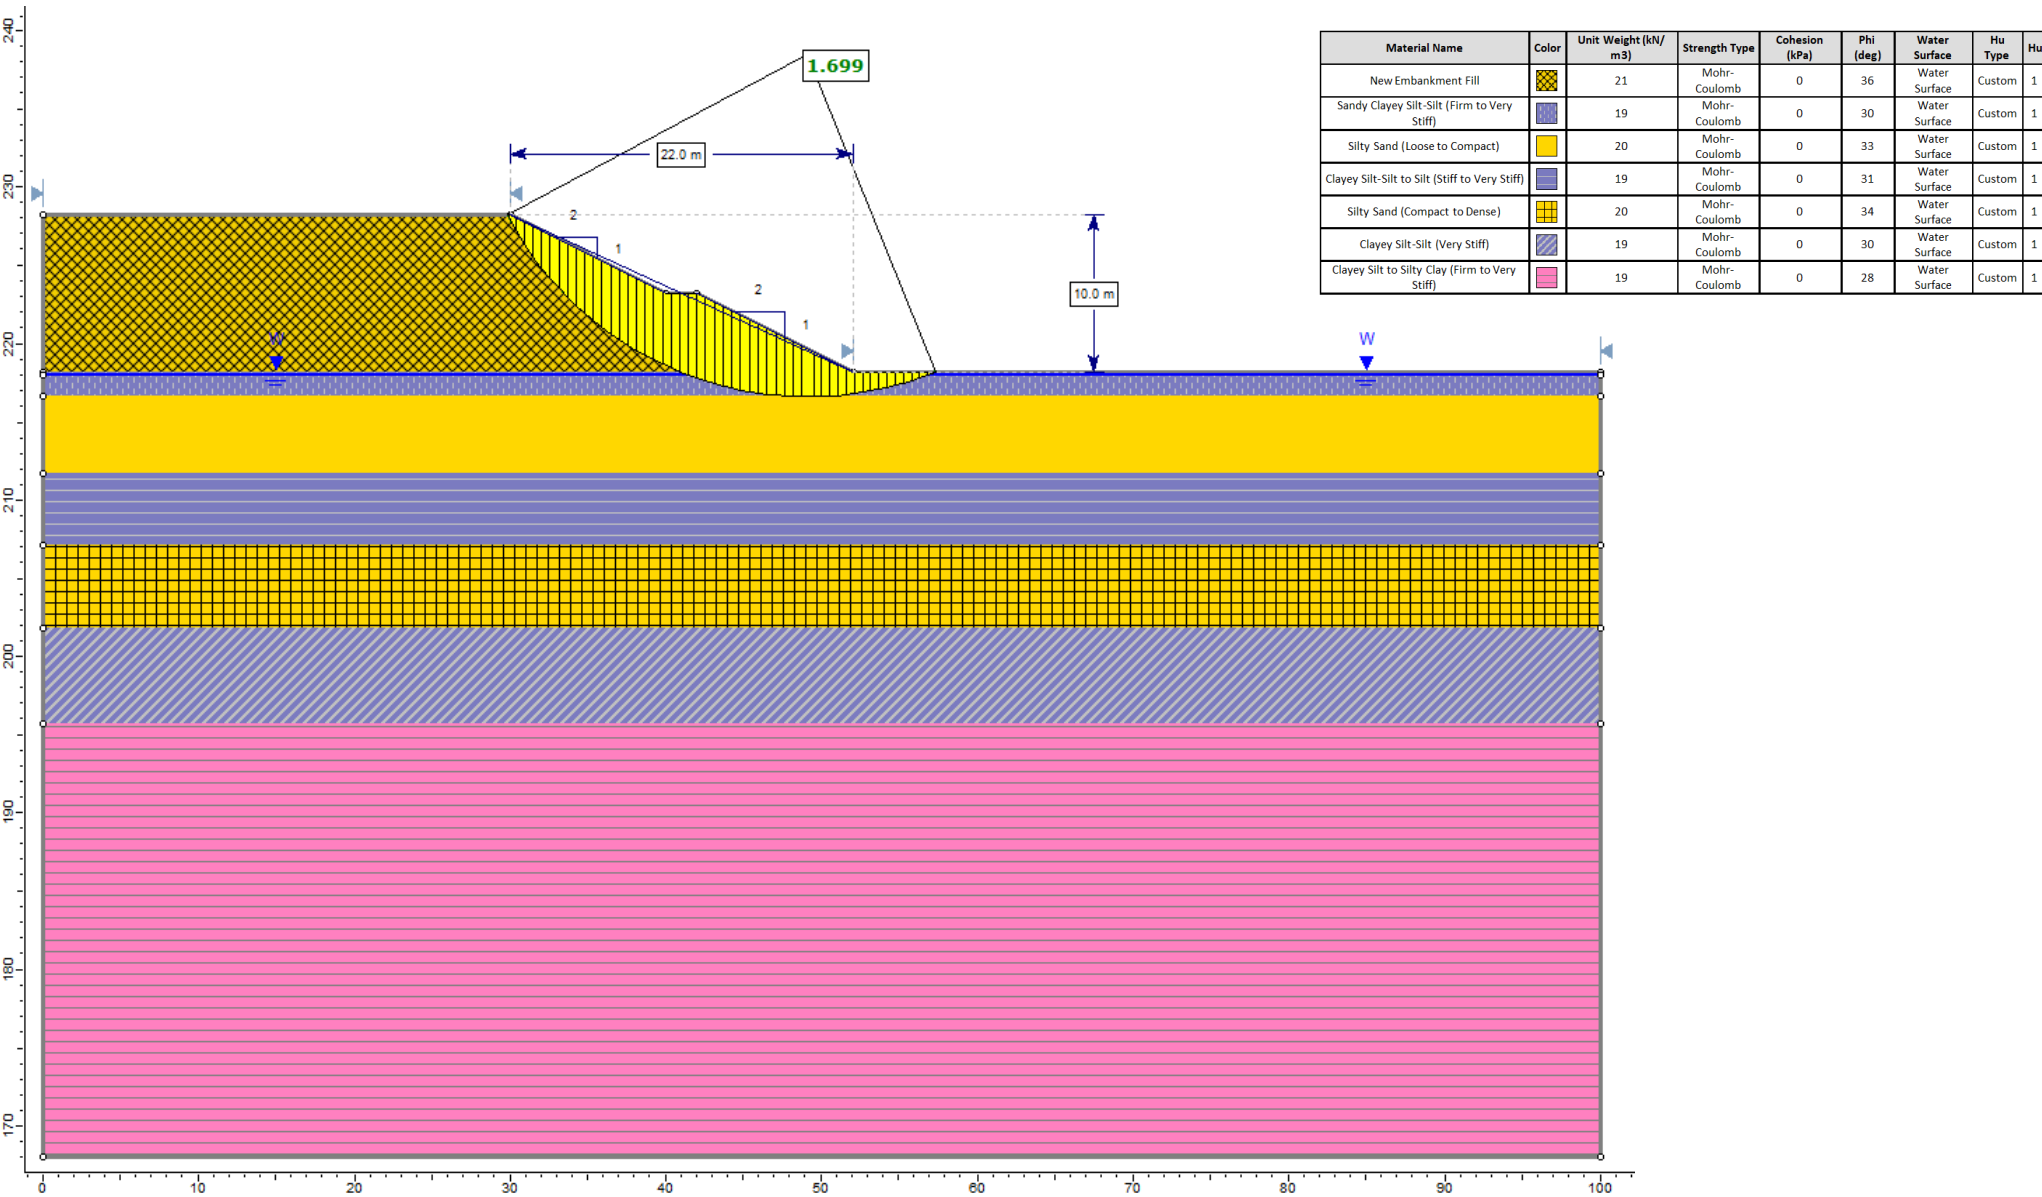 240
230
220
210
200
190
180
170
0 10 20 30 40 50 60 70 80 90 100
1.699
22.0 m
10.0 m
2
1
2
1
W
W
Material Name Color Unit Weight (kN/ Strength Type Cohesion Phi Water Hu Hu
m3) (kPa) (deg) Surface Type
New Embankment Fill 21 Mohr- 0 36 Water Custom 1
Coulomb Surface
Sandy Clayey Silt-Silt (Firm to Very 19 Mohr- 0 30 Water Custom 1
Stiff) Coulomb Surface
Silty Sand (Loose to Compact) 20 Mohr- 0 33 Water Custom 1
Coulomb Surface
Clayey Silt-Silt to Silt (Stiff to Very Stiff) 19 Mohr- 0 31 Water Custom 1
Coulomb Surface
Silty Sand (Compact to Dense) 20 Mohr- 0 34 Water Custom 1
Coulomb Surface
Clayey Silt-Silt (Very Stiff) 19 Mohr- 0 30 Water Custom 1
Coulomb Surface
Clayey Silt to Silty Clay (Firm to Very 19 Mohr- 0 28 Water Custom 1
Stiff) Coulomb Surface